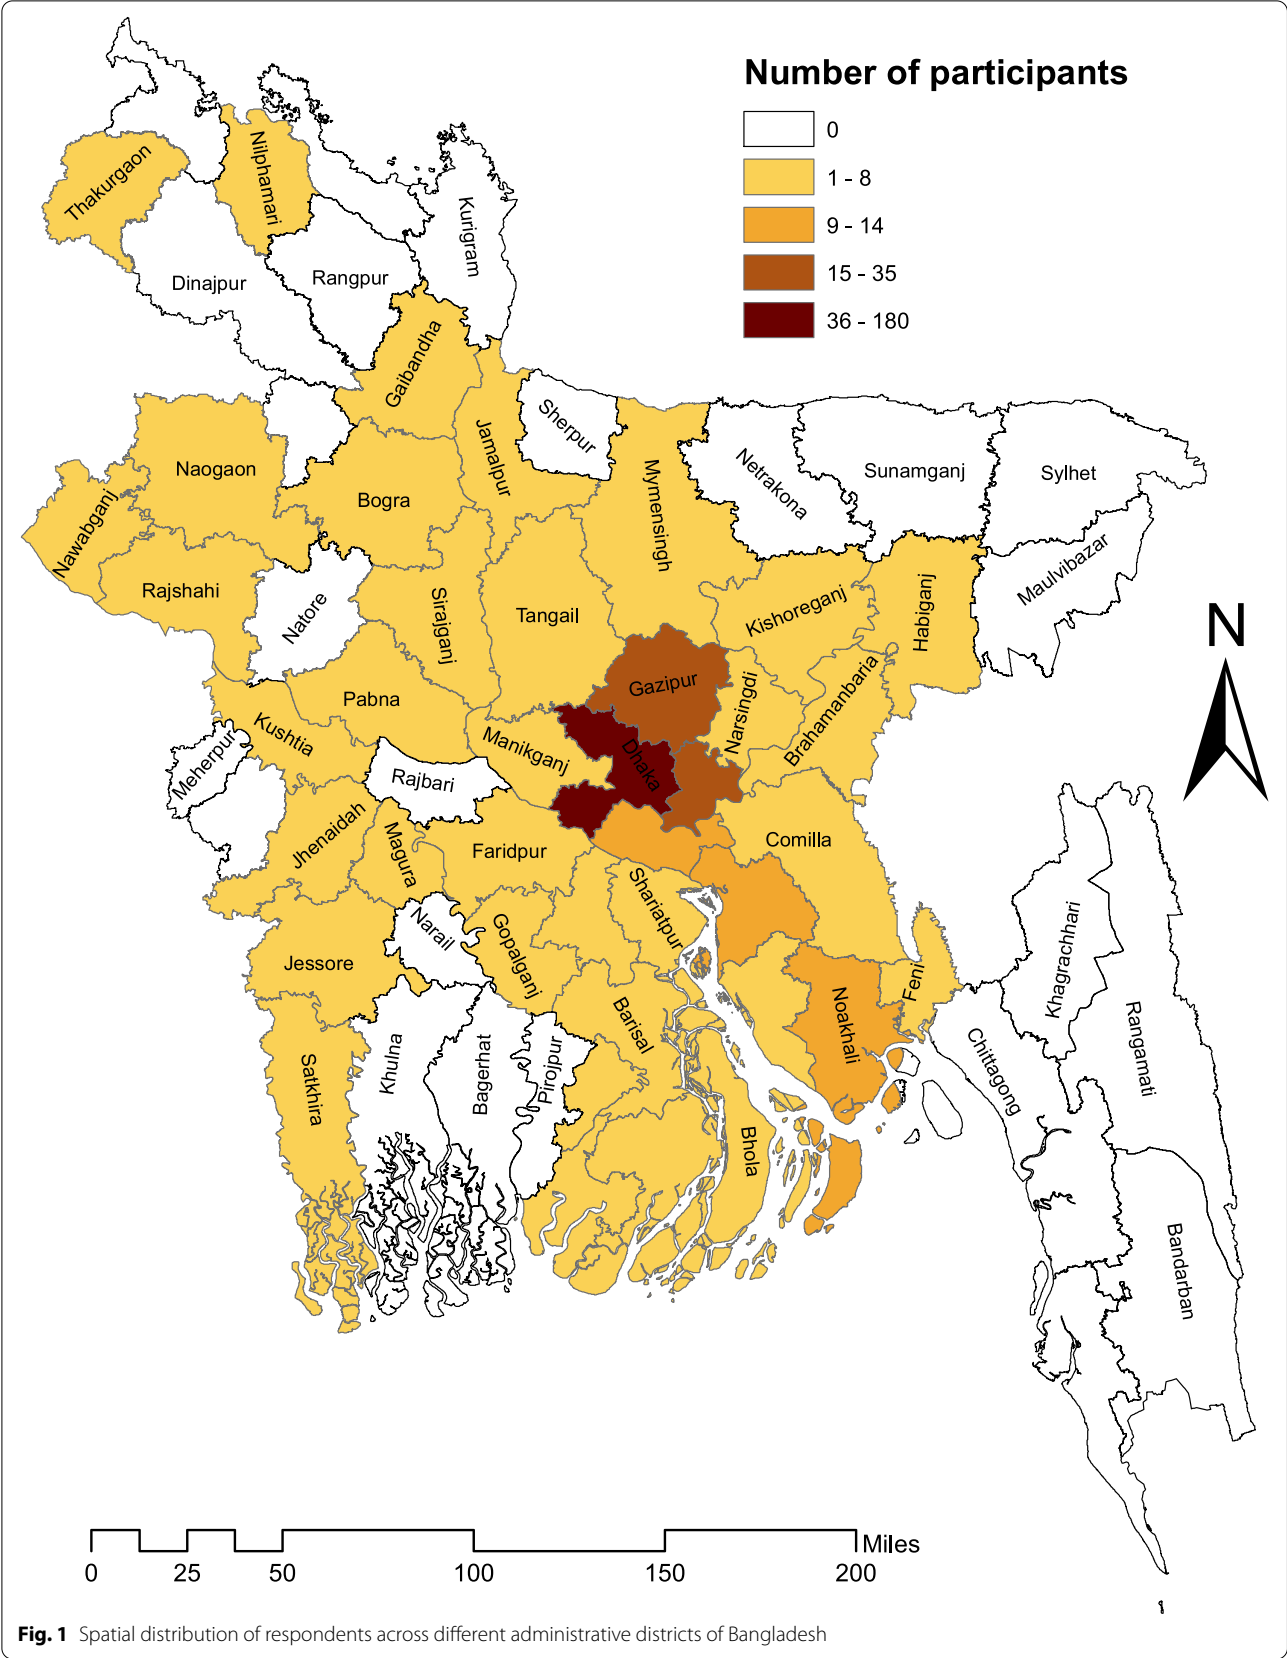 Number of participants
0
1 - 8
9 - 14
15 - 35
36 - 180
Thakurgaon
Nilphamari
Kurigram
Dinajpur
Rangpur
Gaibandha
Sherpur
Jamalpur
Naogaon
Bogra
Mymensingh
Netrakona
Sunamganj
Sylhet
Nawabganj
Rajshahi
Natore
Sirajganj
Tangail
Kishoreganj
Habiganj
Maulvibazar
N
Pabna
Gazipur
Narsingdi
Brahamanbaria
Kushtia
Manikganj
Dhaka
Meherpur
Rajbari
Jhenaidah
Magura
Faridpur
Comilla
Shariatpur
Narail
Gopalganj
Jessore
Khagrachhari
Feni
Noakhali
Barisal
Rangamati
Chittagong
Satkhira
Khulna
Bagerhat
Pirojpur
Bhola
Bandarban
Miles
0 25 50 100 150 200
Fig. 1 Spatial distribution of respondents across different administrative districts of Bangladesh